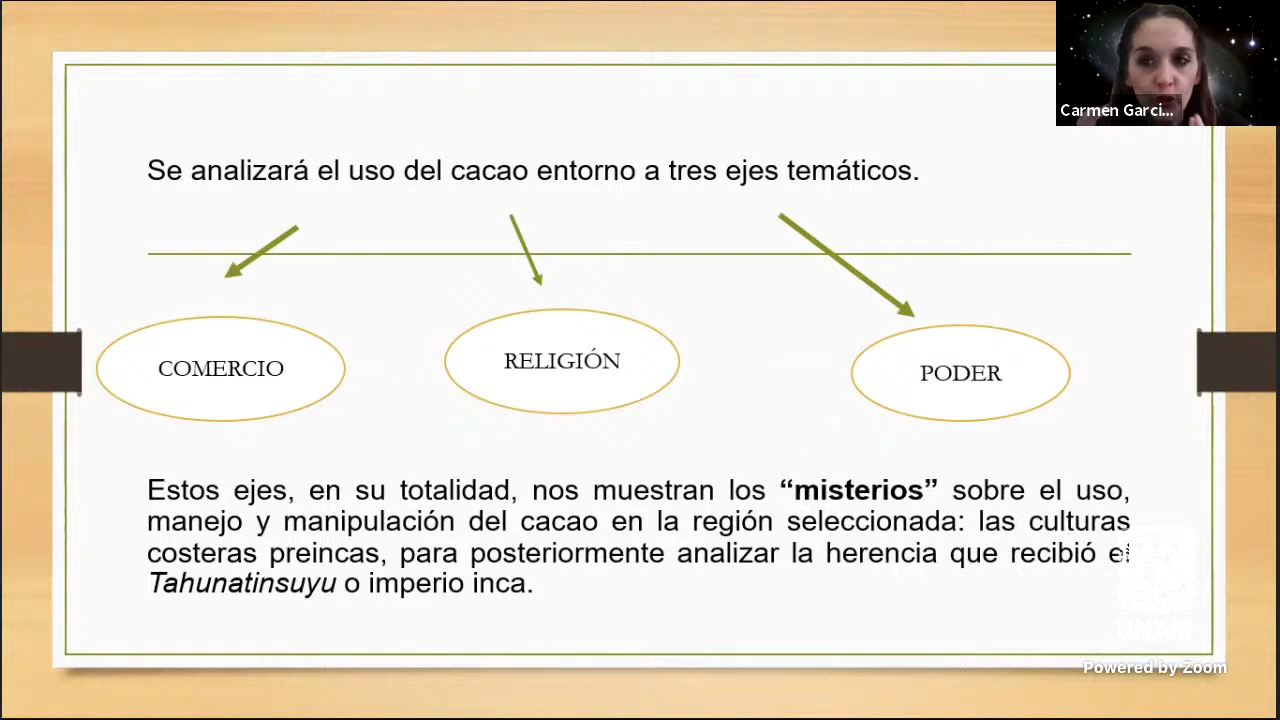 Carmen Garci...
Se analizará el uso del cacao entorno a tres ejes temáticos.
COMERCIO
RELIGIÓN
PODER
Estos ejes, en su totalidad, nos muestran los “misterios” sobre el uso,
manejo y manipulación del cacao en la región seleccionada: las culturas
costeras preincas, para posteriormente analizar la herencia que recibió el
Tahunatinsuyu o imperio inca.
UNAM
Powered by Zoom